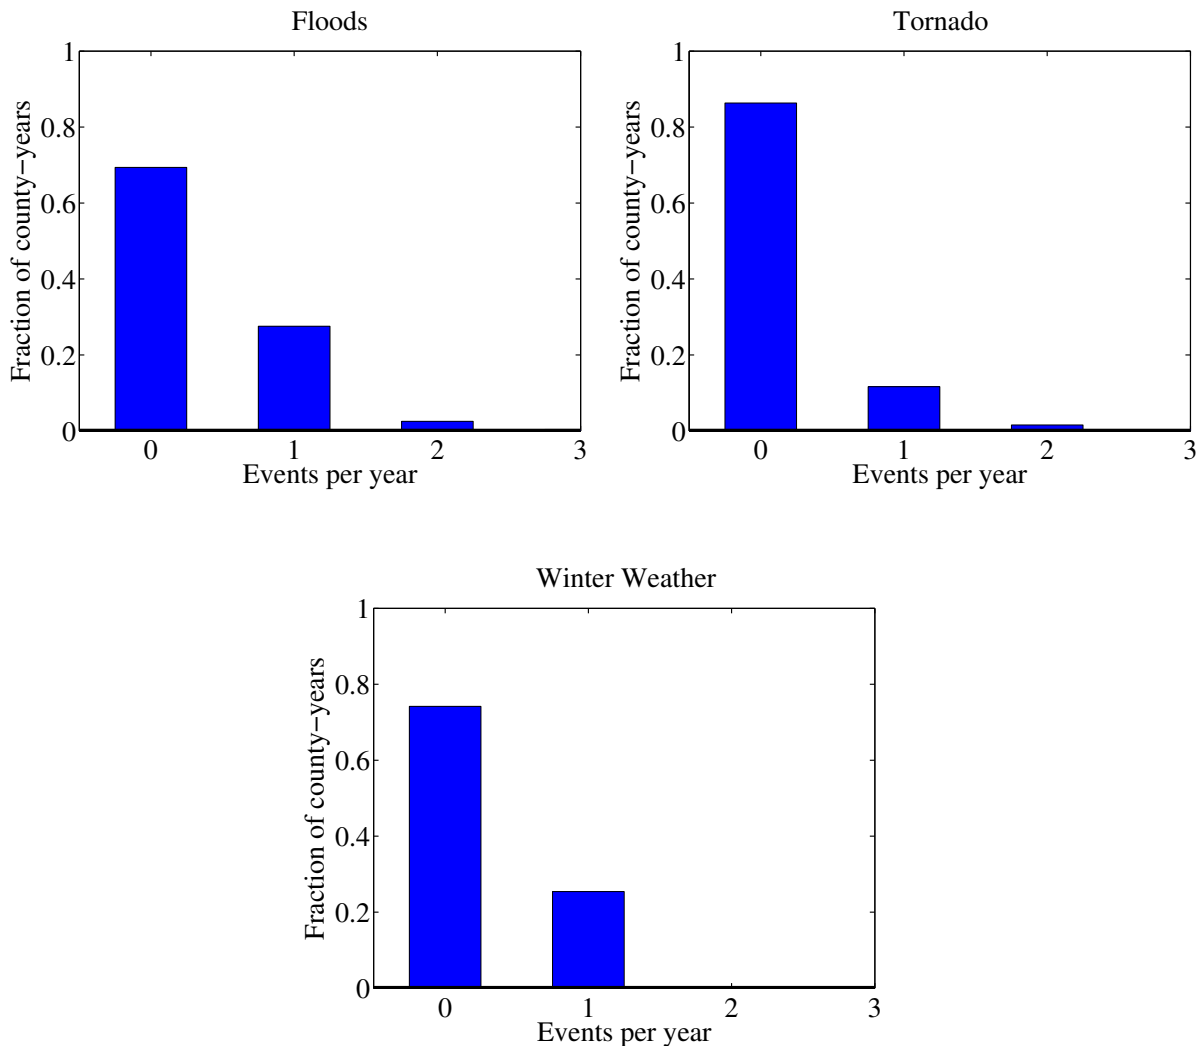 Floods
1
0.8
0.6
0.4
0.2
0
Fraction of county−years
0 1 2 3
Events per year
Tornado
1
0.8
0.6
0.4
0.2
0
Fraction of county−years
0 1 2 3
Events per year
Winter Weather
1
0.8
0.6
0.4
0.2
0
Fraction of county−years
0 1 2 3
Events per year